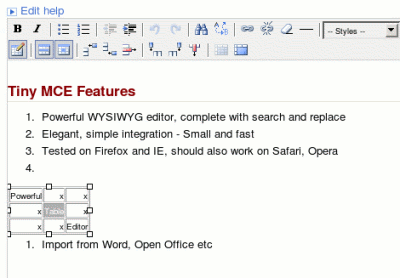 Edit help
B I
-- Styles --
Tiny MCE Features
1. Powerful WYSIWYG editor, complete with search and replace
2. Elegant, simple integration - Small and fast
3. Tested on Firefox and IE, should also work on Safari, Opera
4.
Powerful x x
x Table x
x x Editor
1. Import from Word, Open Office etc